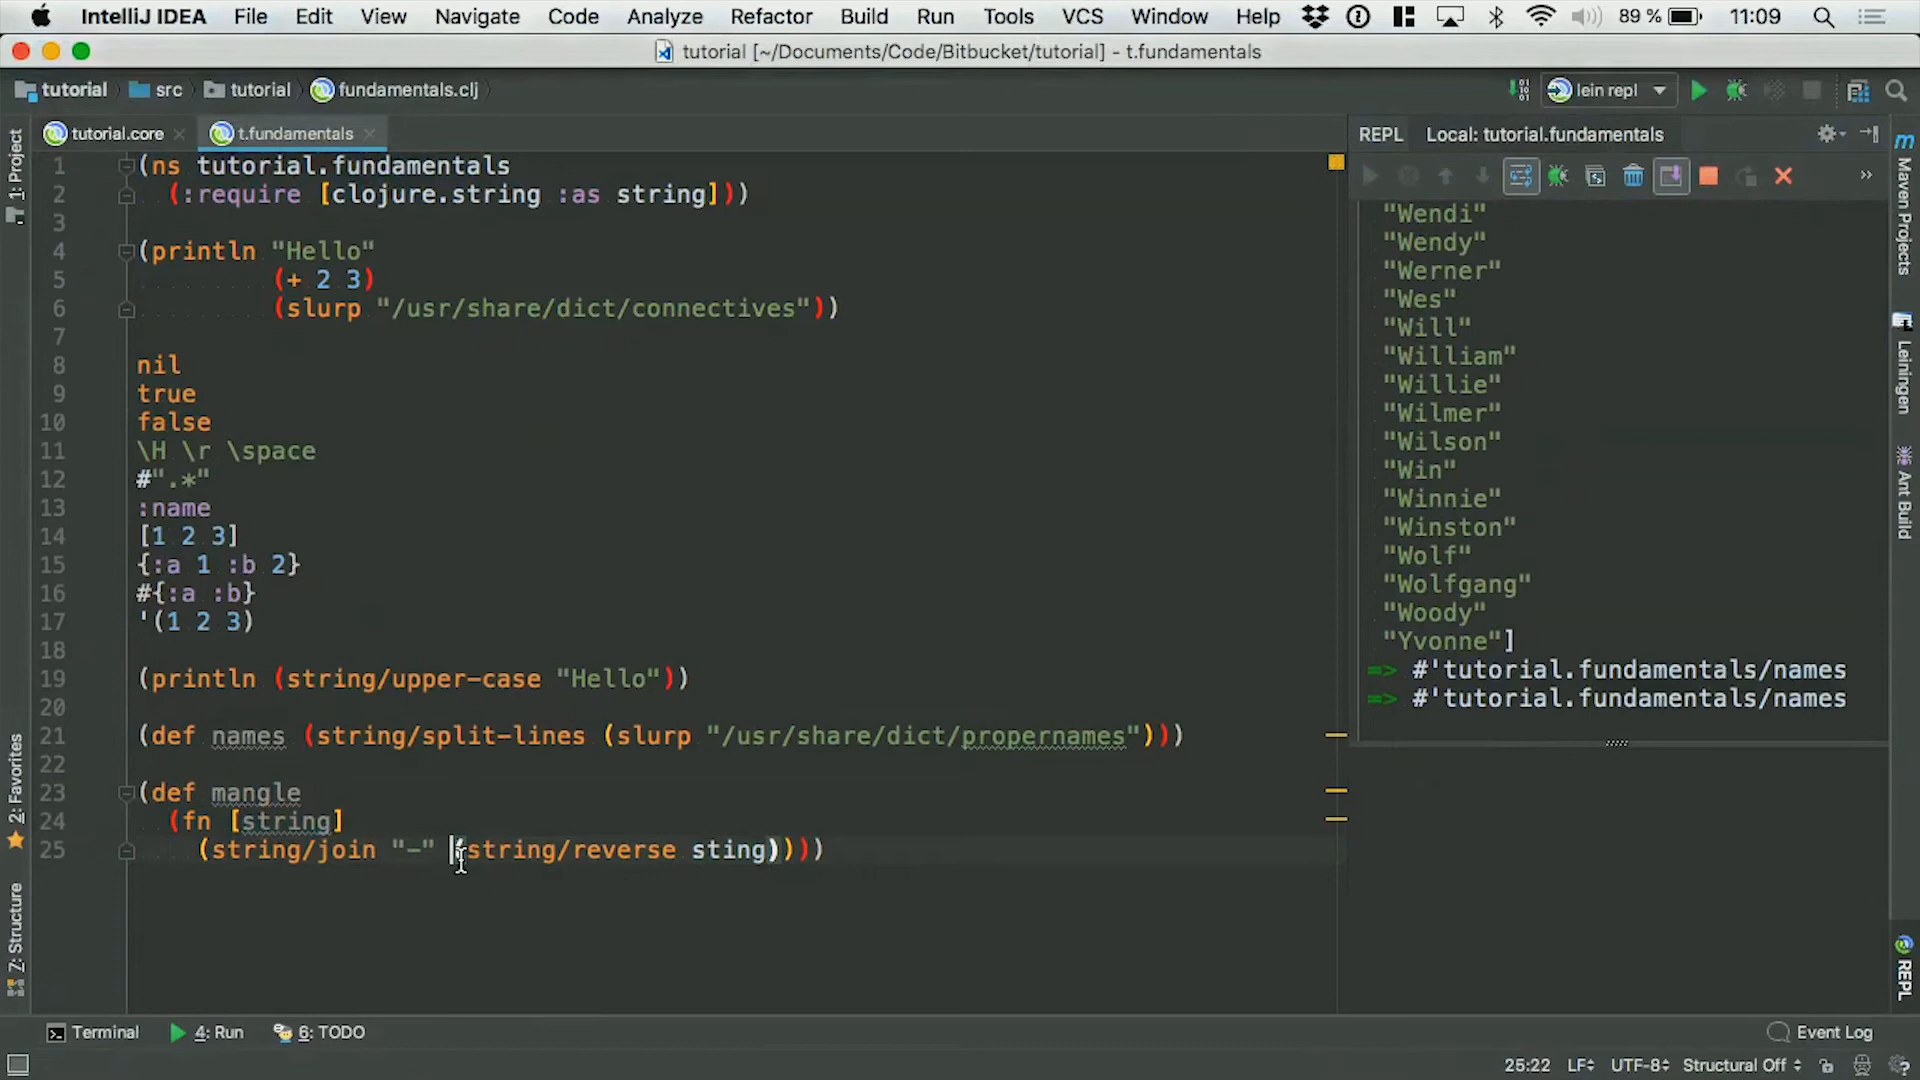 IntelliJ IDEA File Edit View Navigate Code Analyze Refactor Build Run Tools VCS Window Help 89 % 11:09
tutorial [~/Documents/Code/Bitbucket/tutorial] - t.fundamentals
tutorial src tutorial fundamentals.clj lein repl
tutorial.core t.fundamentals
1 (ns tutorial.fundamentals
2 (:require [clojure.string :as string]))
3
4 (println "Hello"
5 (+ 2 3)
6 (slurp "/usr/share/dict/connectives"))
7
8 nil
9 true
10 false
11 \H \r \space
12 #".*"
13 :name
14 [1 2 3]
15 {:a 1 :b 2}
16 #{:a :b}
17 '(1 2 3)
18
19 (println (string/upper-case "Hello"))
20
21 (def names (string/split-lines (slurp "/usr/share/dict/propernames")))
22
23 (def mangle
24 (fn [string]
25 (string/join "-" (string/reverse sting))))
REPL Local: tutorial.fundamentals
"Wendi"
"Wendy"
"Werner"
"Wes"
"Will"
"William"
"Willie"
"Wilmer"
"Wilson"
"Win"
"Winnie"
"Winston"
"Wolf"
"Wolfgang"
"Woody"
"Yvonne"]
=> #'tutorial.fundamentals/names
=> #'tutorial.fundamentals/names
1: Project
2: Favorites
Z: Structure
Maven Projects
Leiningen
Ant Build
REPL
Terminal 4: Run 6: TODO Event Log
25:22 LF UTF-8 Structural Off